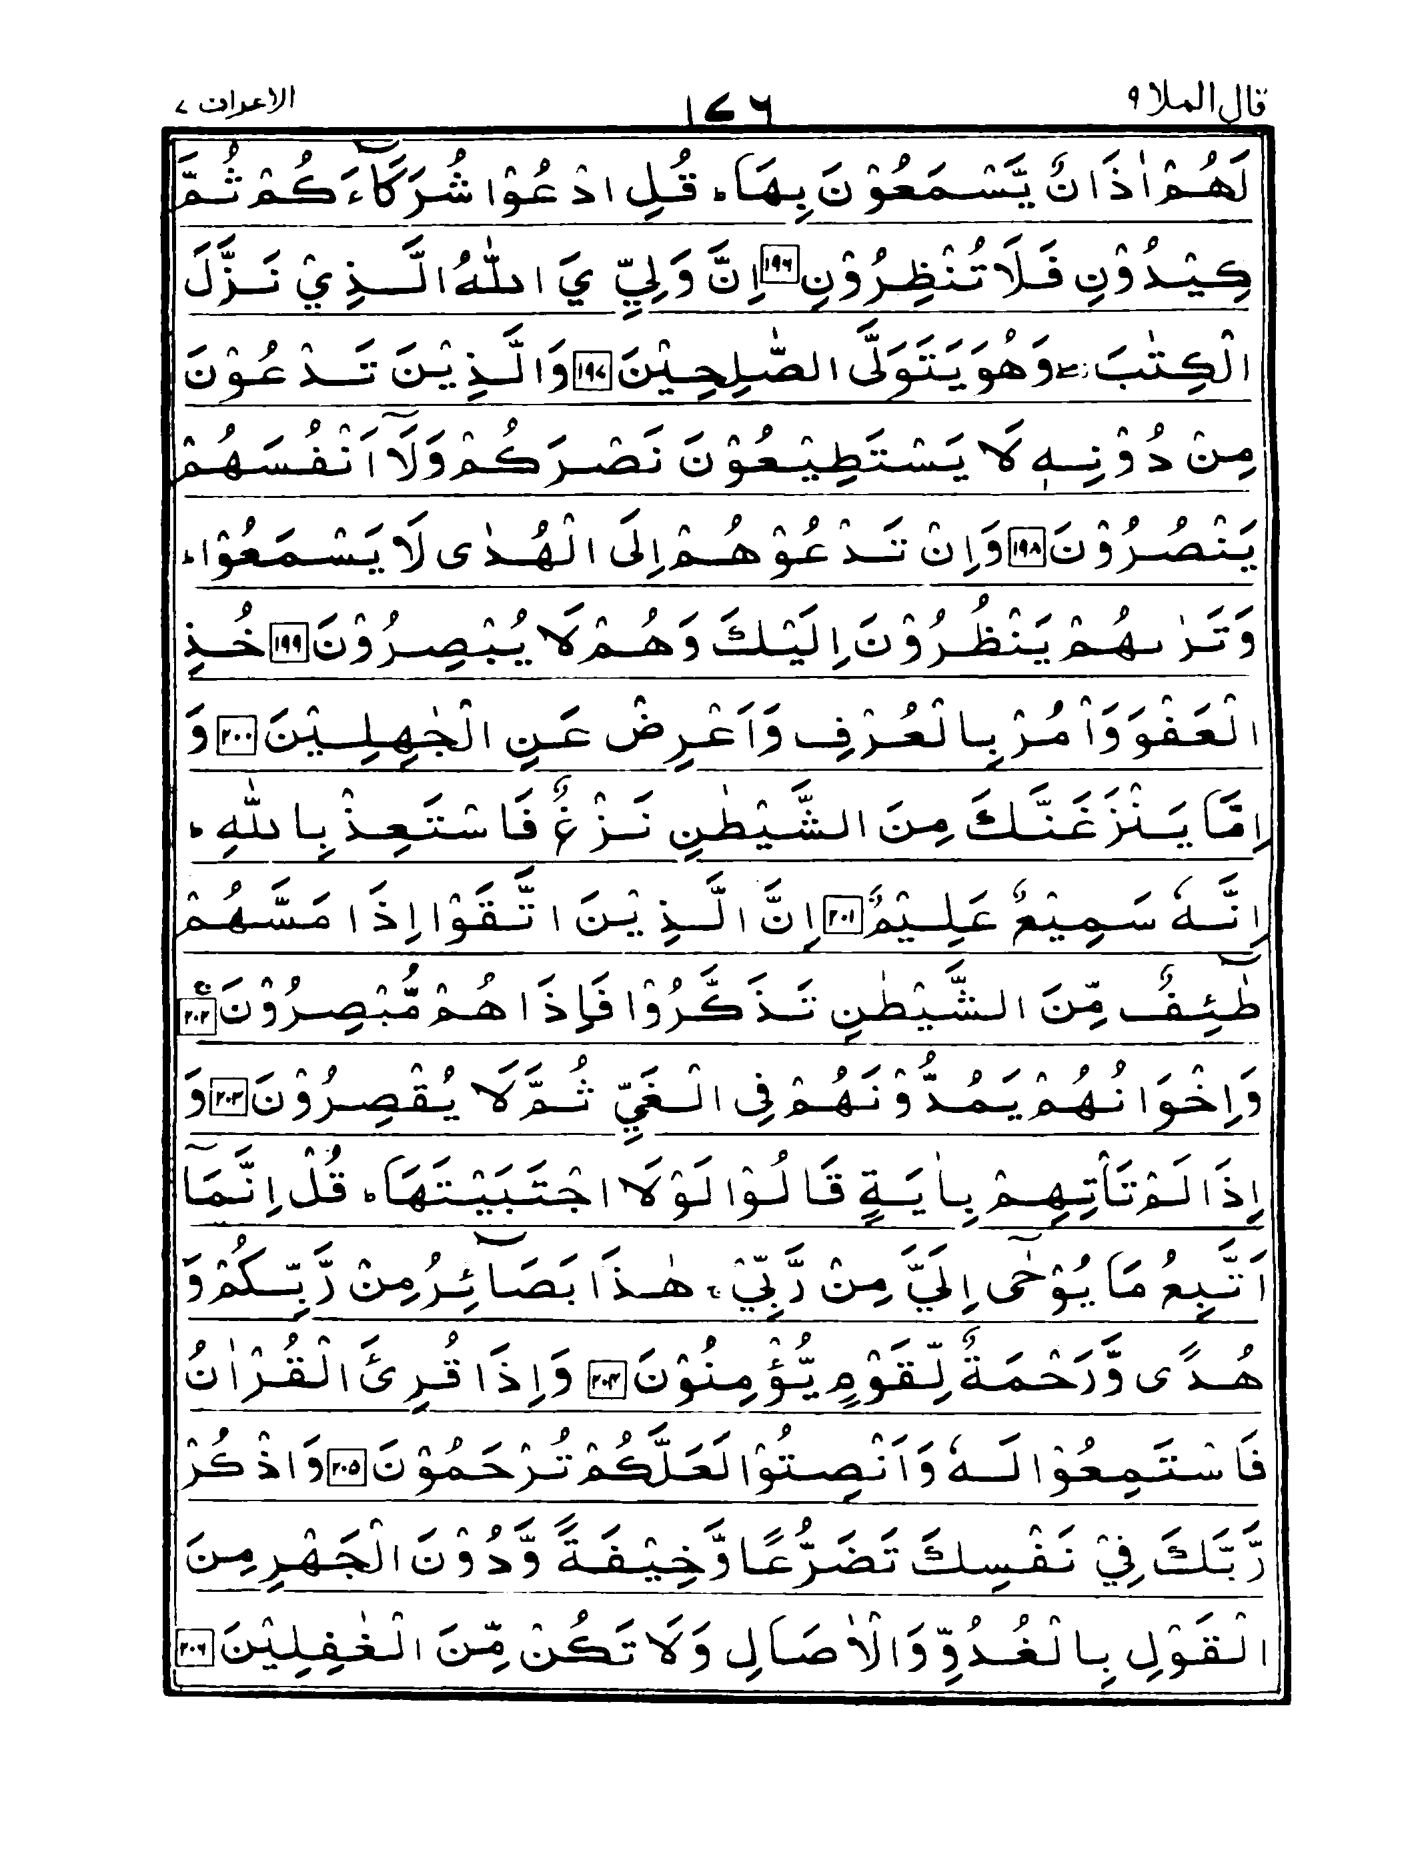 قال الملا ٩ ١٧٦ الاعراف ٧
لَهُمْ اٰذَانٌ يَّسْمَعُوْنَ بِهَا ؕ قُلِ ادْعُوْا شُرَكَآءَكُمْ ثُمَّ
كِيْدُوْنِ فَلَا تُنْظِرُوْنِ ١٩٦ اِنَّ وَلِيِّ يَ اللّٰهُ الَّذِيْ نَزَّلَ
الْكِتٰبَ ۖ وَهُوَ يَتَوَلَّى الصّٰلِحِيْنَ ١٩٧ وَالَّذِيْنَ تَدْعُوْنَ
مِنْ دُوْنِهٖ لَا يَسْتَطِيْعُوْنَ نَصْرَكُمْ وَلَآ اَنْفُسَهُمْ
يَنْصُرُوْنَ ١٩٨ وَاِنْ تَدْعُوْهُمْ اِلَى الْهُدٰى لَا يَسْمَعُوْا ؕ
وَتَرٰىهُمْ يَنْظُرُوْنَ اِلَيْكَ وَهُمْ لَا يُبْصِرُوْنَ ١٩٩ خُذِ
الْعَفْوَ وَاْمُرْ بِالْعُرْفِ وَاَعْرِضْ عَنِ الْجٰهِلِيْنَ ٢٠٠ وَ
اِمَّا يَنْزَغَنَّكَ مِنَ الشَّيْطٰنِ نَزْغٌ فَاسْتَعِذْ بِاللّٰهِ ؕ
اِنَّهٗ سَمِيْعٌ عَلِيْمٌ ٢٠١ اِنَّ الَّذِيْنَ اتَّقَوْا اِذَا مَسَّهُمْ
طٰٓئِفٌ مِّنَ الشَّيْطٰنِ تَذَكَّرُوْا فَاِذَا هُمْ مُّبْصِرُوْنَ ۚ ٢٠٢
وَاِخْوَانُهُمْ يَمُدُّوْنَهُمْ فِى الْغَيِّ ثُمَّ لَا يُقْصِرُوْنَ ٢٠٣ وَ
اِذَا لَمْ تَاْتِهِمْ بِاٰيَةٍ قَالُوْا لَوْلَا اجْتَبَيْتَهَا ؕ قُلْ اِنَّمَآ
اَتَّبِعُ مَا يُوْحٰٓى اِلَيَّ مِنْ رَّبِّيْ ۚ هٰذَا بَصَآئِرُ مِنْ رَّبِّكُمْ وَ
هُدًى وَّرَحْمَةٌ لِّقَوْمٍ يُّؤْمِنُوْنَ ٢٠٤ وَاِذَا قُرِئَ الْقُرْاٰنُ
فَاسْتَمِعُوْا لَهٗ وَاَنْصِتُوْا لَعَلَّكُمْ تُرْحَمُوْنَ ٢٠٥ وَاذْكُرْ
رَّبَّكَ فِيْ نَفْسِكَ تَضَرُّعًا وَّخِيْفَةً وَّدُوْنَ الْجَهْرِ مِنَ
الْقَوْلِ بِالْغُدُوِّ وَالْاٰصَالِ وَلَا تَكُنْ مِّنَ الْغٰفِلِيْنَ ٢٠٦